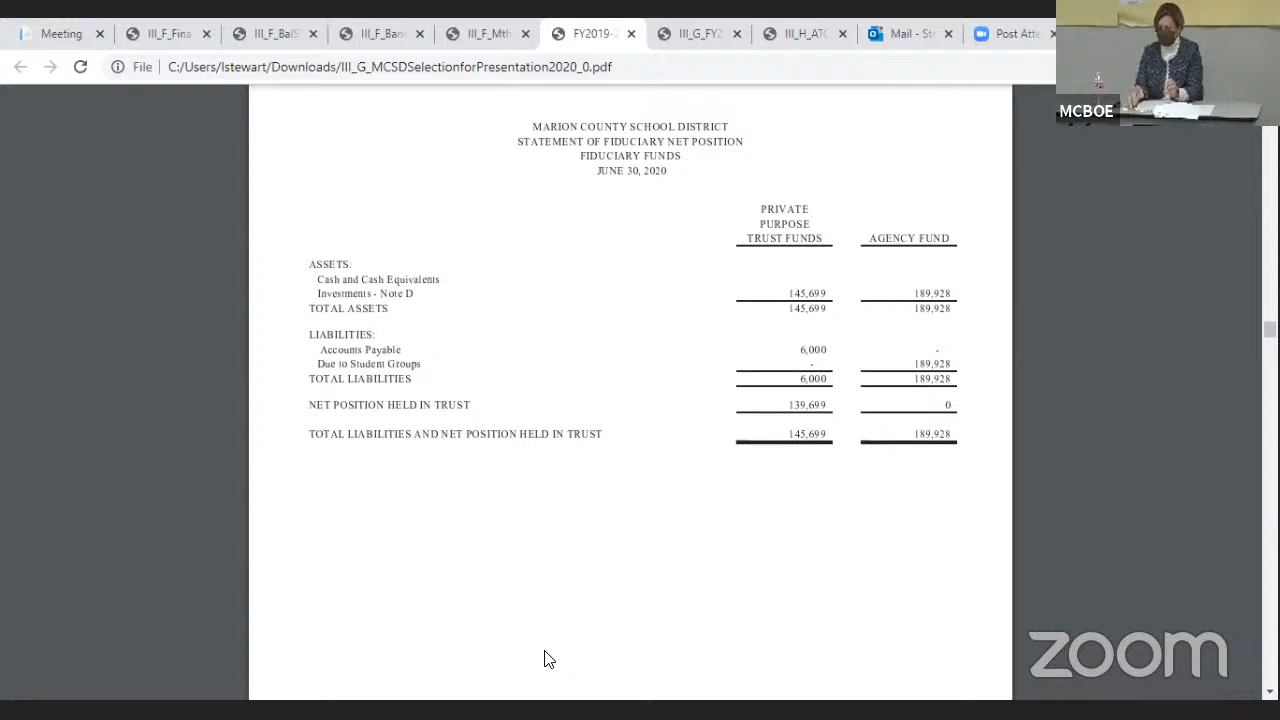 Meeting
III_F_Fina
III_F_BalS
III_F_Ban
III_F_Mth
FY2019-2
III_G_FY2
III_H_ATC
Mail - Ste
Post Atte
File C:/Users/lstewart/Downloads/III_G_MCSDSelectionforPresentation2020_0.pdf
MCBOE
MARION COUNTY SCHOOL DISTRICT
STATEMENT OF FIDUCIARY NET POSITION
FIDUCIARY FUNDS
JUNE 30, 2020
PRIVATE
PURPOSE
TRUST FUNDS AGENCY FUND
ASSETS:
Cash and Cash Equivalents
Investments - Note D 145,699 189,928
TOTAL ASSETS 145,699 189,928
LIABILITIES:
Accounts Payable 6,000 -
Due to Student Groups - 189,928
TOTAL LIABILITIES 6,000 189,928
NET POSITION HELD IN TRUST 139,699 0
TOTAL LIABILITIES AND NET POSITION HELD IN TRUST 145,699 189,928
zoom